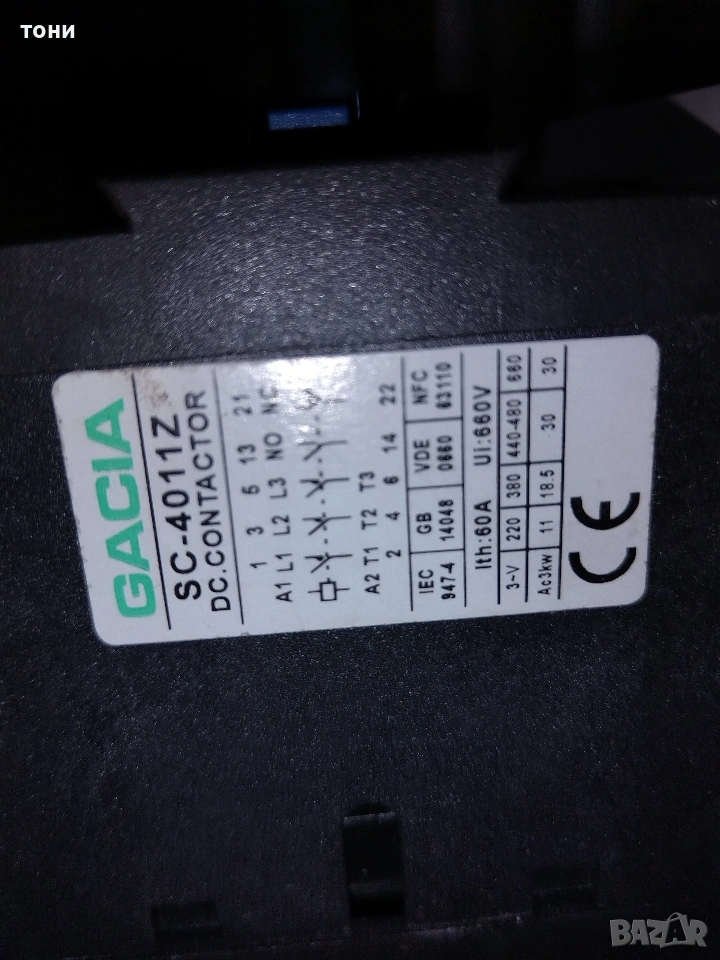 тони
GACIA
SC-4011Z
DC.CONTACTOR
1 3 5 13 21
A1 L1 L2 L3 NO NC
A2 T1 T2 T3
2 4 6 14 22
IEC GB VDE NFC
947-4 14048 0660 63110
Ith:60A Ui:660V
3~V 220 380 440-480 660
Ac3kw 11 18.5 30 30
CE
BAZAR